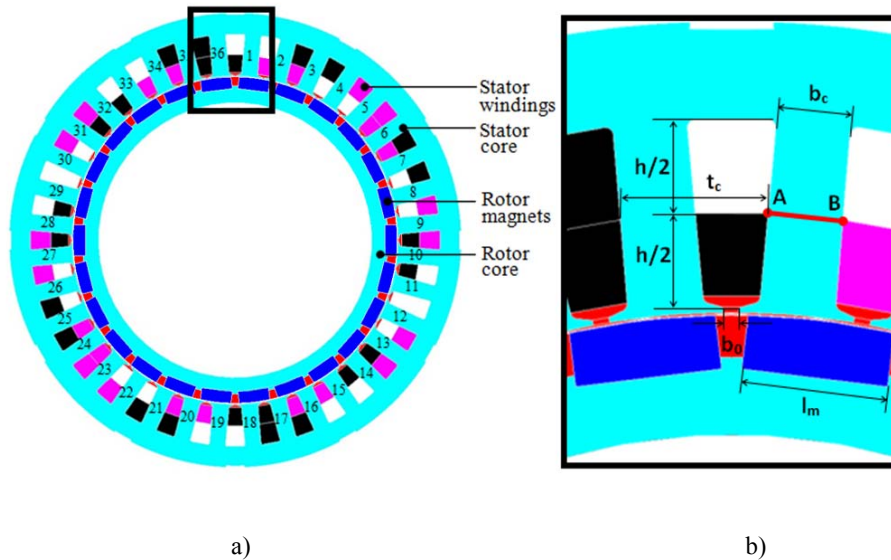 1
2
3
4
5
6
7
8
9
10
11
12
13
14
15
16
17
18
19
20
21
22
23
24
25
26
27
28
29
30
31
32
33
34
36
Stator
windings
Stator
core
Rotor
magnets
Rotor
core
b_c
h/2
t_c
A
B
h/2
b_0
l_m
a)
b)